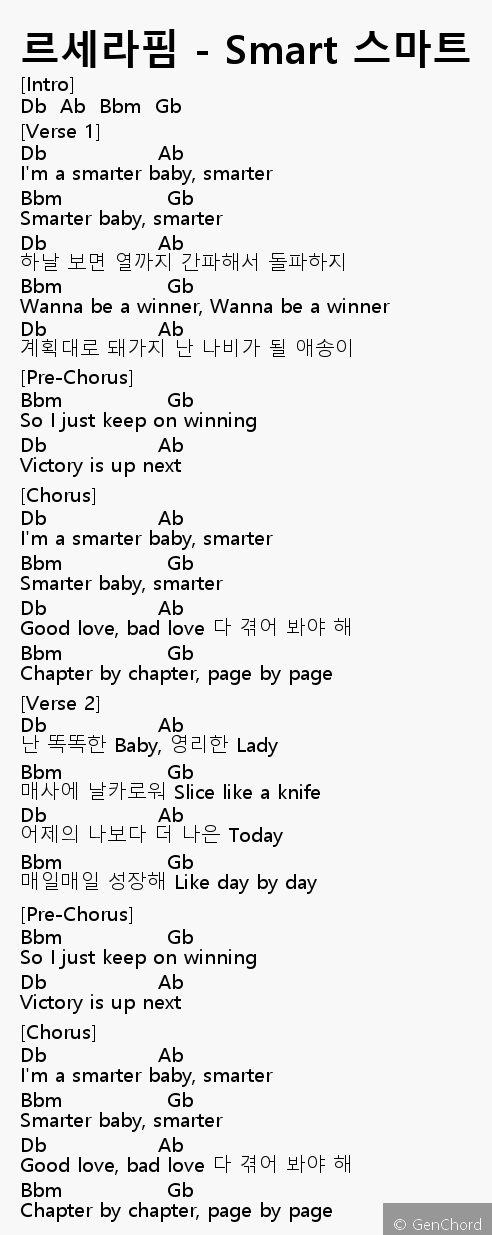 르세라핌 - Smart 스마트
[Intro]
Db Ab Bbm Gb
[Verse 1]
Db Ab
I'm a smarter baby, smarter
Bbm Gb
Smarter baby, smarter
Db Ab
하날 보면 열까지 간파해서 돌파하지
Bbm Gb
Wanna be a winner, Wanna be a winner
Db Ab
계획대로 돼가지 난 나비가 될 애송이
[Pre-Chorus]
Bbm Gb
So I just keep on winning
Db Ab
Victory is up next
[Chorus]
Db Ab
I'm a smarter baby, smarter
Bbm Gb
Smarter baby, smarter
Db Ab
Good love, bad love 다 겪어 봐야 해
Bbm Gb
Chapter by chapter, page by page
[Verse 2]
Db Ab
난 똑똑한 Baby, 영리한 Lady
Bbm Gb
매사에 날카로워 Slice like a knife
Db Ab
어제의 나보다 더 나은 Today
Bbm Gb
매일매일 성장해 Like day by day
[Pre-Chorus]
Bbm Gb
So I just keep on winning
Db Ab
Victory is up next
[Chorus]
Db Ab
I'm a smarter baby, smarter
Bbm Gb
Smarter baby, smarter
Db Ab
Good love, bad love 다 겪어 봐야 해
Bbm Gb
Chapter by chapter, page by page
© GenChord